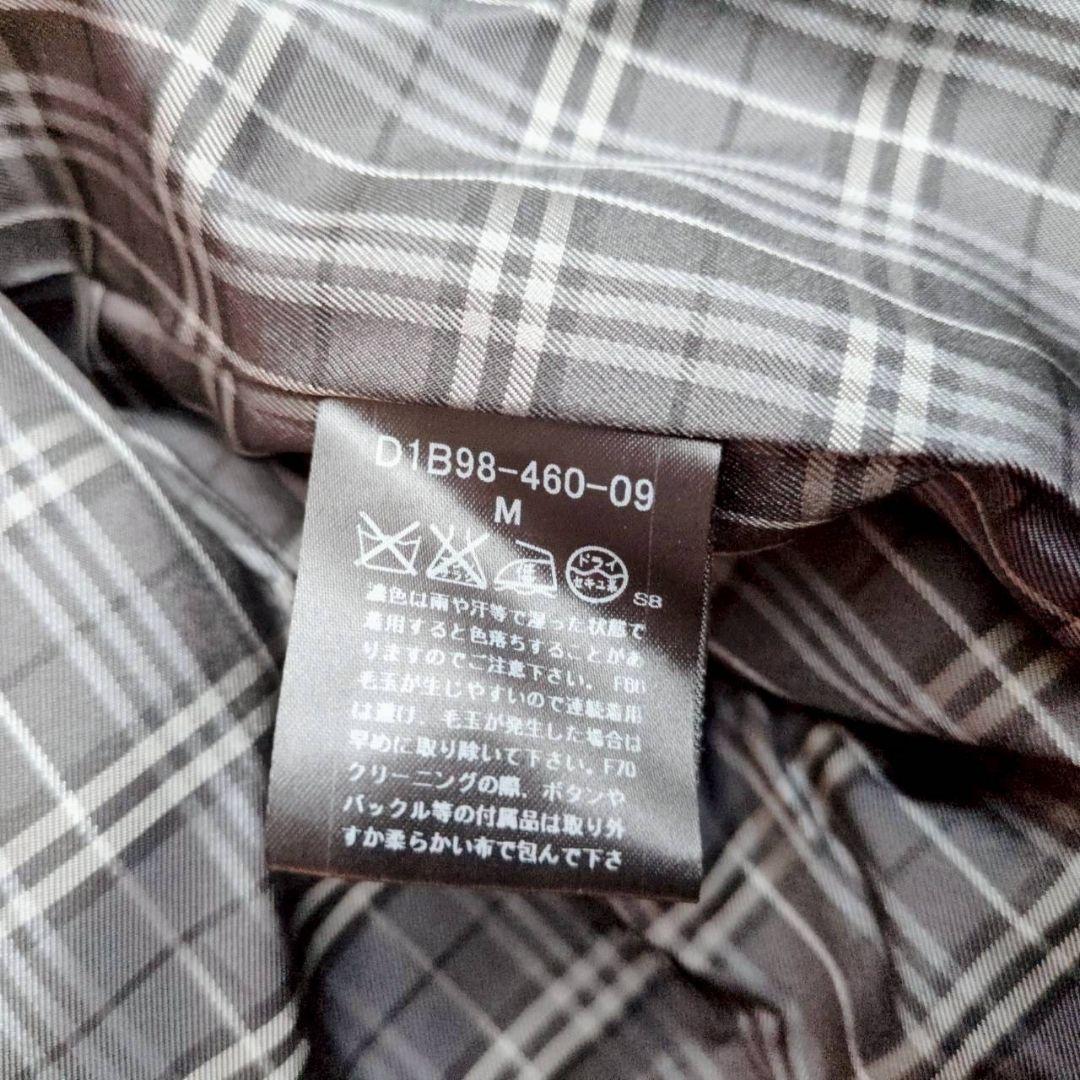 D1B98-460-09
M
ドライ
セキユ系
S8
濃色は雨や汗等で湿った状態で
着用すると色落ちすることがあ
りますのでご注意下さい。 F60
毛玉が生じやすいので連続着用
は避け、毛玉が発生した場合は
早めに取り除いて下さい。F70
クリーニングの際、ボタンや
バックル等の付属品は取り外
すか柔らかい布で包んで下さ